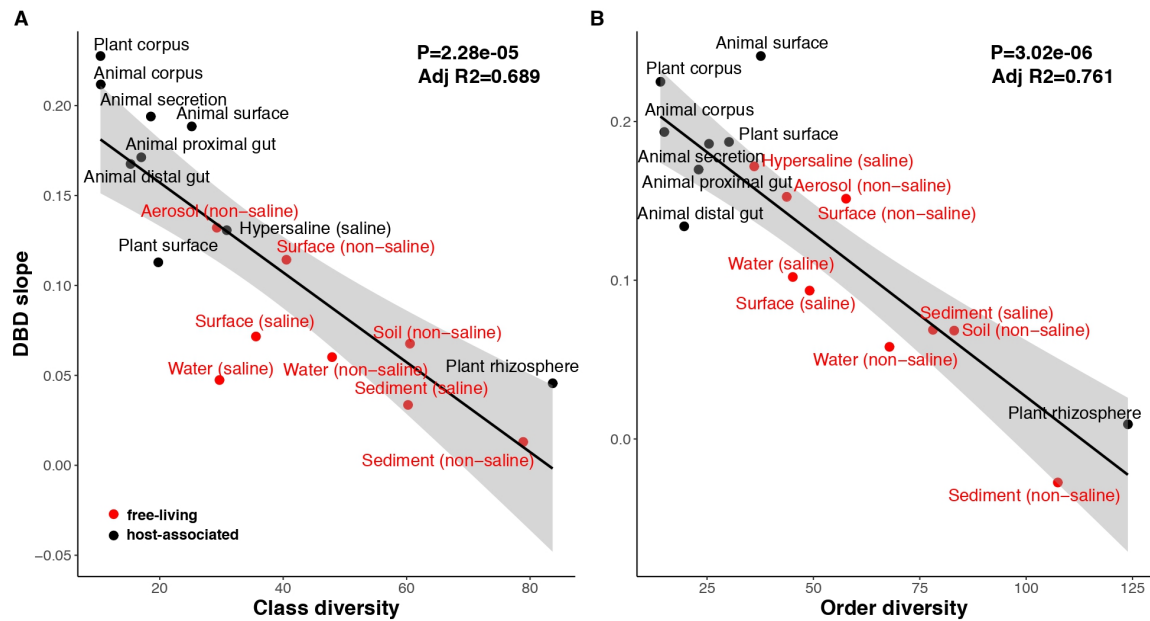 A
Plant corpus
Animal corpus
Animal secretion
Animal surface
Animal proximal gut
Animal distal gut
Aerosol (non−saline)
Hypersaline (saline)
Plant surface
Surface (non−saline)
Surface (saline)
Soil (non−saline)
Water (saline)
Water (non−saline)
Plant rhizosphere
Sediment (saline)
Sediment (non−saline)
P=2.28e-05
Adj R2=0.689
free-living
host-associated
DBD slope
0.20
0.15
0.10
0.05
0.00
−0.05
20 40 60 80
Class diversity
B
Animal surface
Plant corpus
Animal corpus
Plant surface
Animal secretion
Hypersaline (saline)
Animal proximal gut
Aerosol (non−saline)
Animal distal gut
Surface (non−saline)
Water (saline)
Surface (saline)
Sediment (saline)
Soil (non−saline)
Water (non−saline)
Plant rhizosphere
Sediment (non−saline)
P=3.02e-06
Adj R2=0.761
0.2
0.1
0.0
25 50 75 100 125
Order diversity